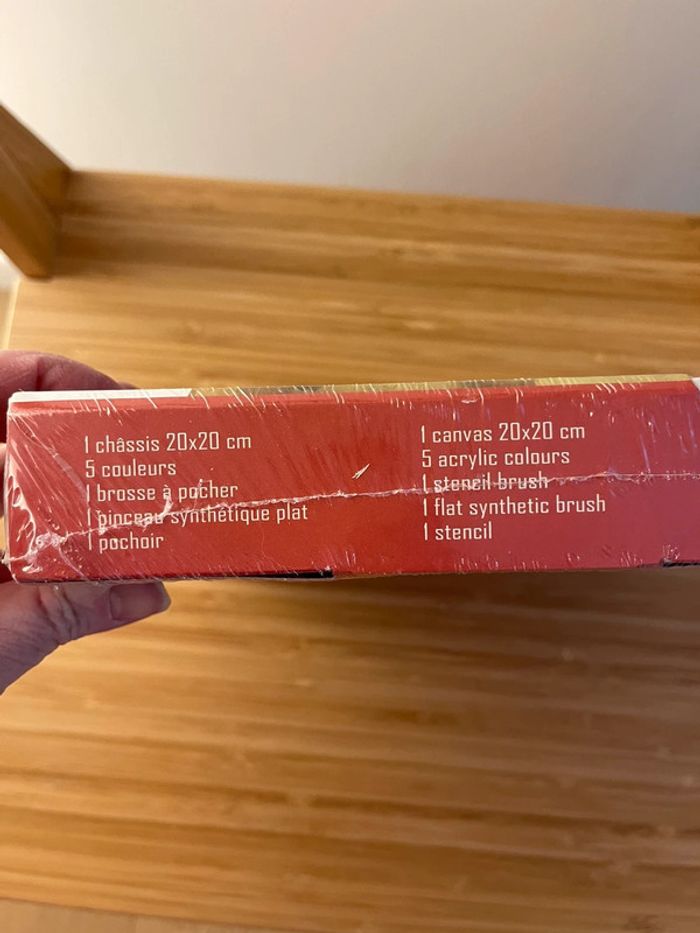 1 châssis 20x20 cm
5 couleurs
1 brosse à pocher
1 pinceau synthétique plat
1 pochoir
1 canvas 20x20 cm
5 acrylic colours
1 stencil brush
1 flat synthetic brush
1 stencil